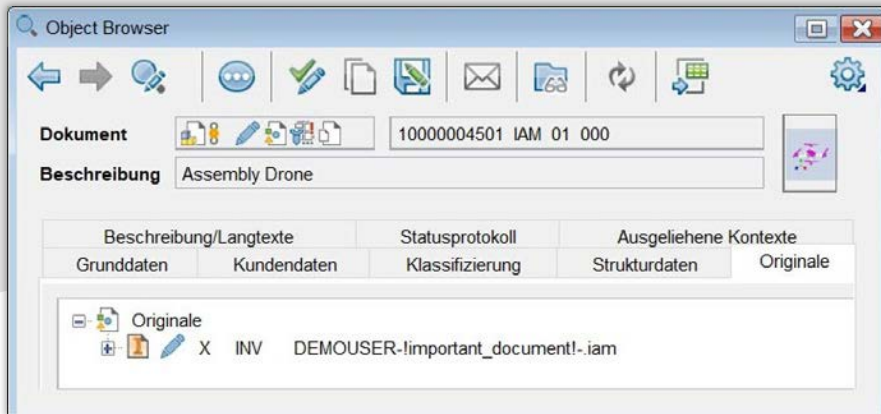 Object Browser
Dokument 10000004501 IAM 01 000
Beschreibung Assembly Drone
Beschreibung/Langtexte Statusprotokoll Ausgeliehene Kontexte
Grunddaten Kundendaten Klassifizierung Strukturdaten Originale
Originale
X INV DEMOUSER-!important_document!-.iam